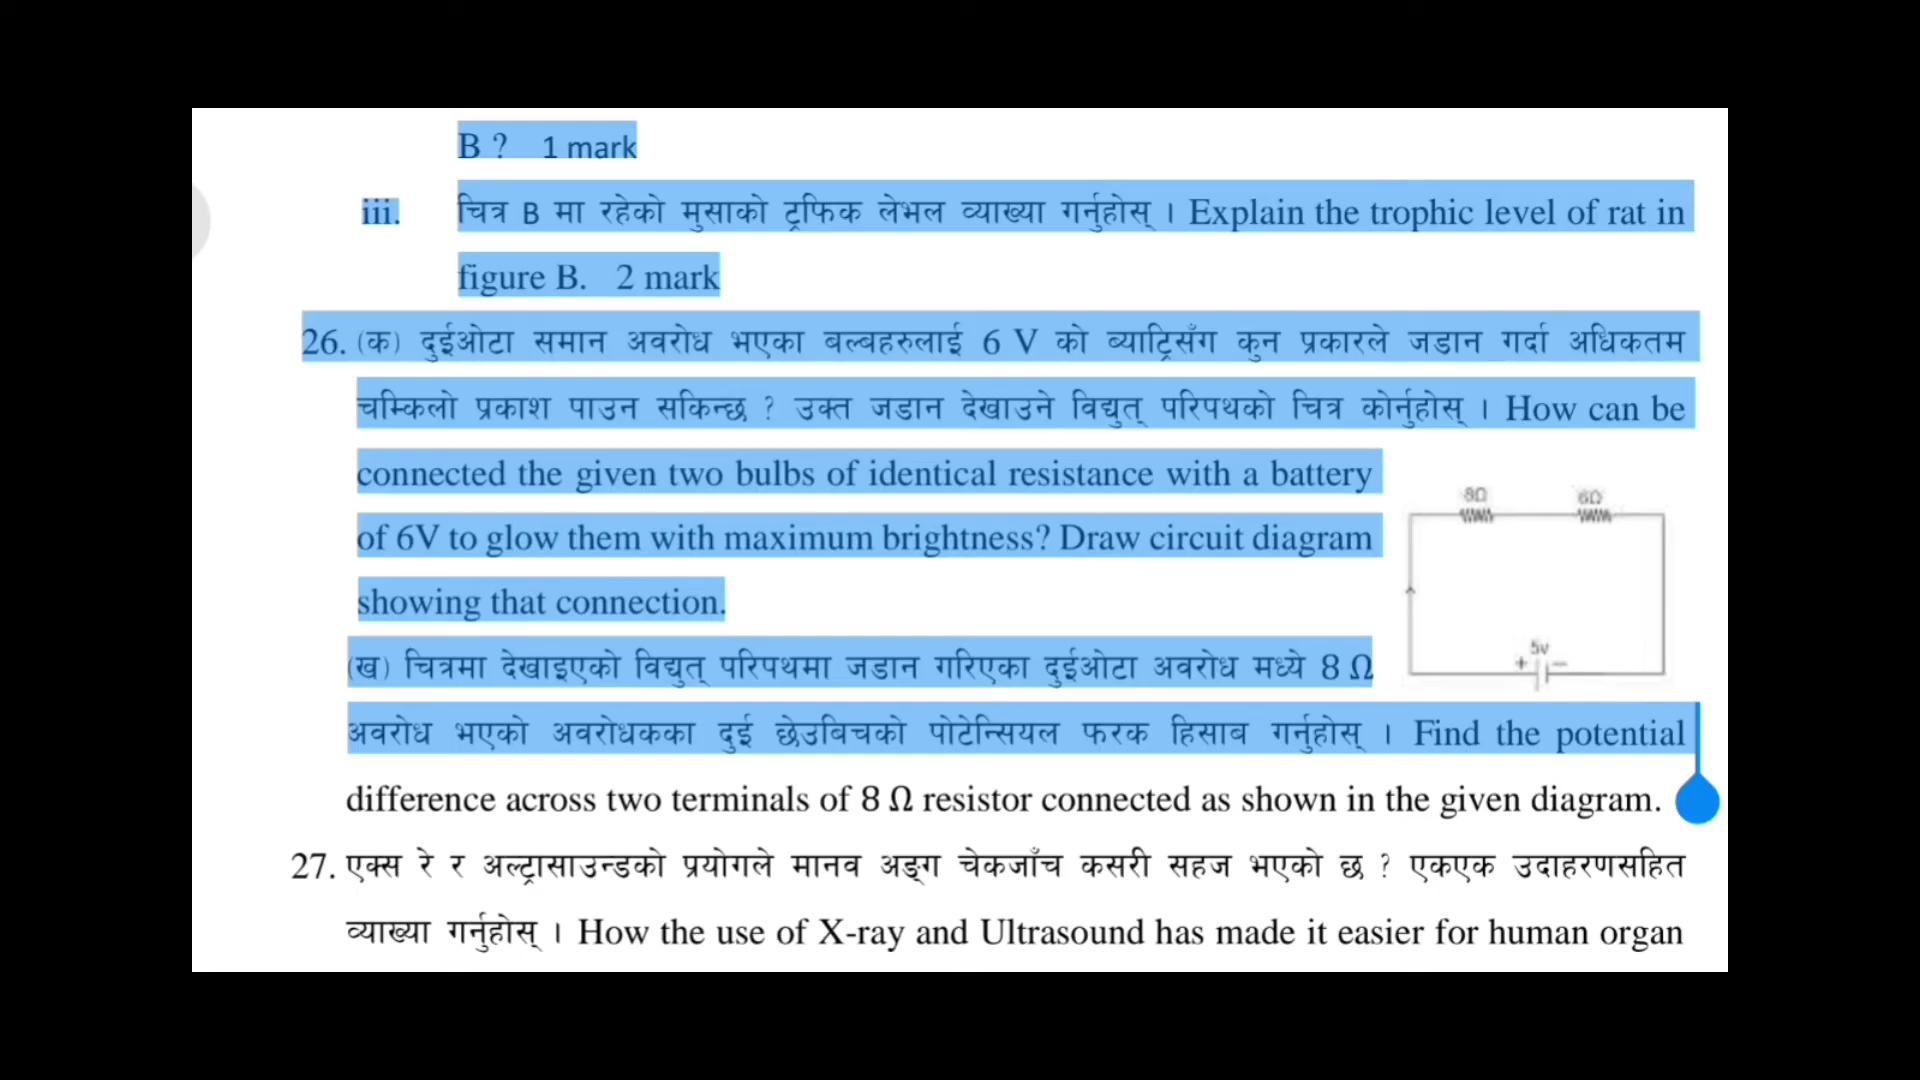 B ? 1 mark
iii. चित्र B मा रहेको मुसाको ट्रफिक लेभल व्याख्या गर्नुहोस् । Explain the trophic level of rat in
figure B. 2 mark
26. (क) दुईओटा समान अवरोध भएका बल्बहरुलाई 6 V को ब्याट्रिसँग कुन प्रकारले जडान गर्दा अधिकतम
चम्किलो प्रकाश पाउन सकिन्छ ? उक्त जडान देखाउने विद्युत् परिपथको चित्र कोर्नुहोस् । How can be
connected the given two bulbs of identical resistance with a battery
of 6V to glow them with maximum brightness? Draw circuit diagram
showing that connection.
8Ω 6Ω
5v
+ −
(ख) चित्रमा देखाइएको विद्युत् परिपथमा जडान गरिएका दुईओटा अवरोध मध्ये 8 Ω
अवरोध भएको अवरोधकका दुई छेउबिचको पोटेन्सियल फरक हिसाब गर्नुहोस् । Find the potential
difference across two terminals of 8 Ω resistor connected as shown in the given diagram.
27. एक्स रे र अल्ट्रासाउन्डको प्रयोगले मानव अङ्ग चेकजाँच कसरी सहज भएको छ ? एकएक उदाहरणसहित
व्याख्या गर्नुहोस् । How the use of X-ray and Ultrasound has made it easier for human organ